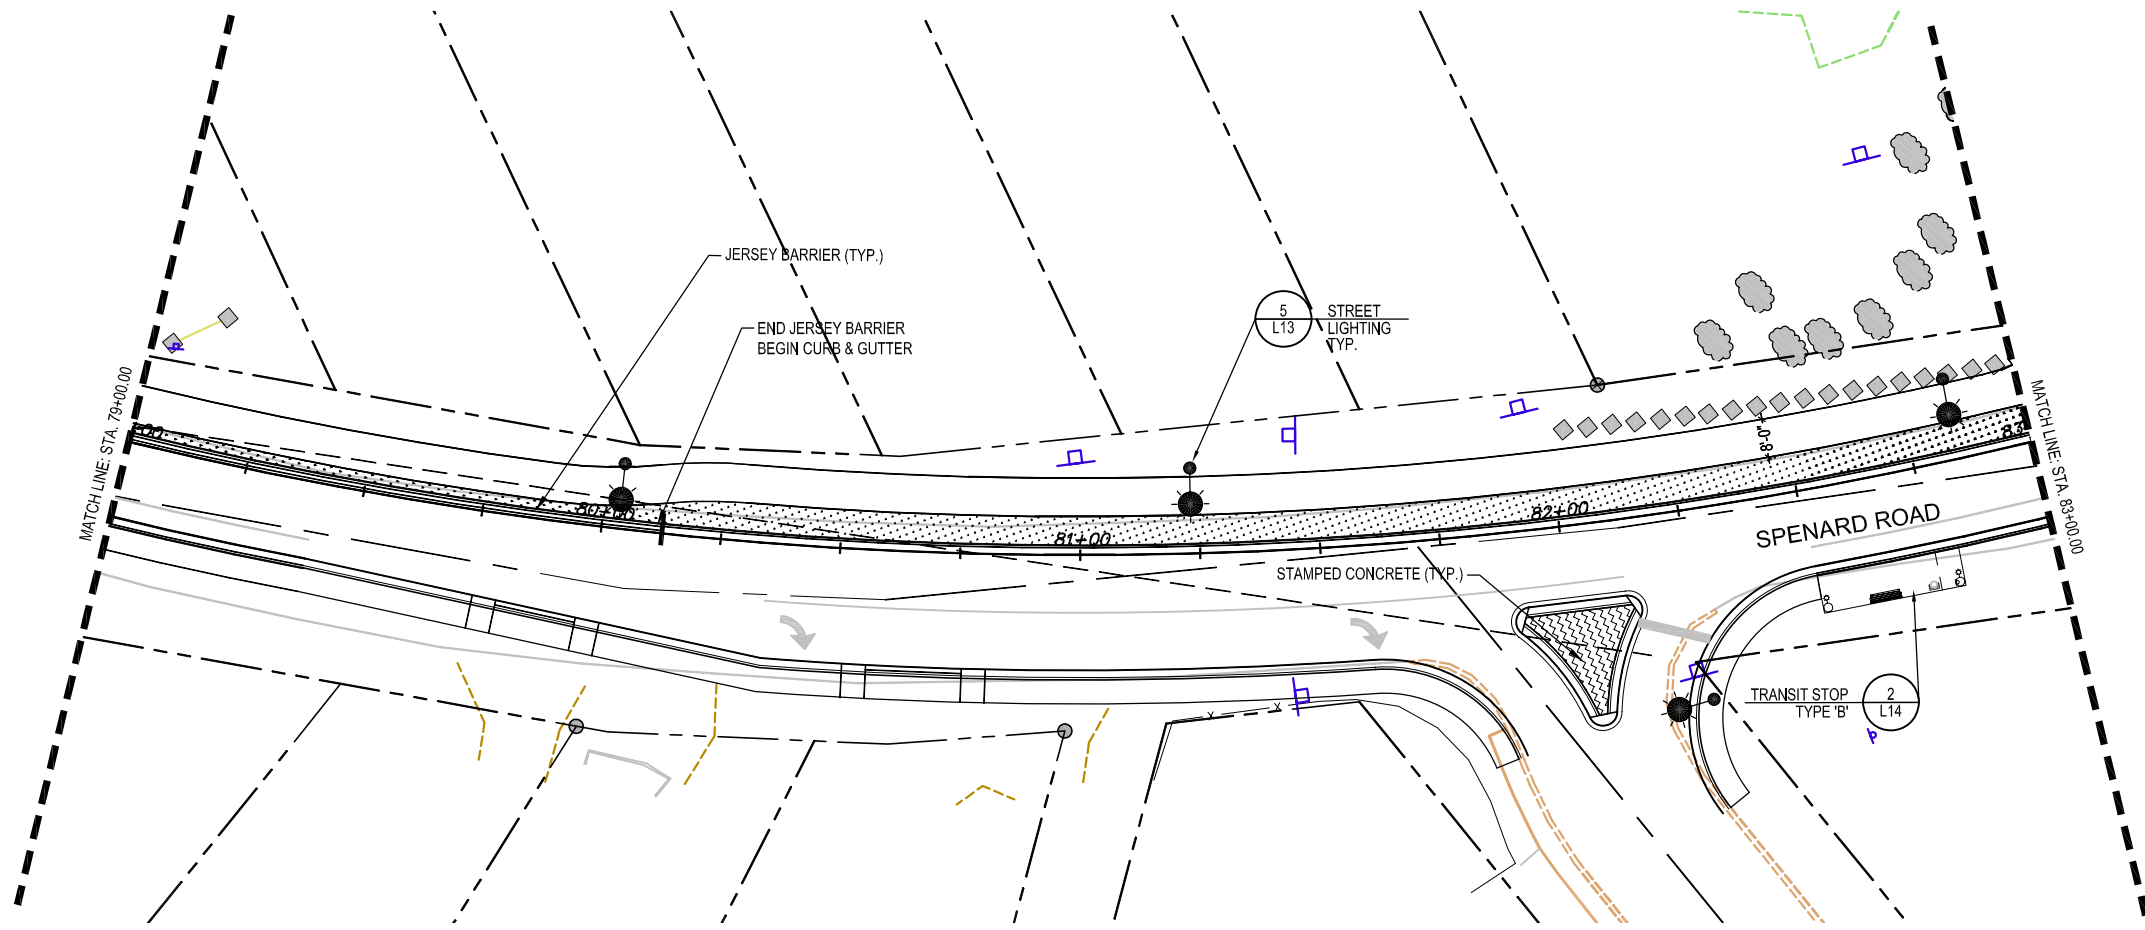 JERSEY BARRIER (TYP.)
END JERSEY BARRIER
BEGIN CURB & GUTTER
5
L13
STREET
LIGHTING
TYP.
MATCH LINE: STA. 79+00.00
MATCH LINE: STA. 83+00.00
80+00
81+00
82+00
83
8'-0"
SPENARD ROAD
STAMPED CONCRETE (TYP.)
TRANSIT STOP
TYPE 'B'
2
L14
X
X